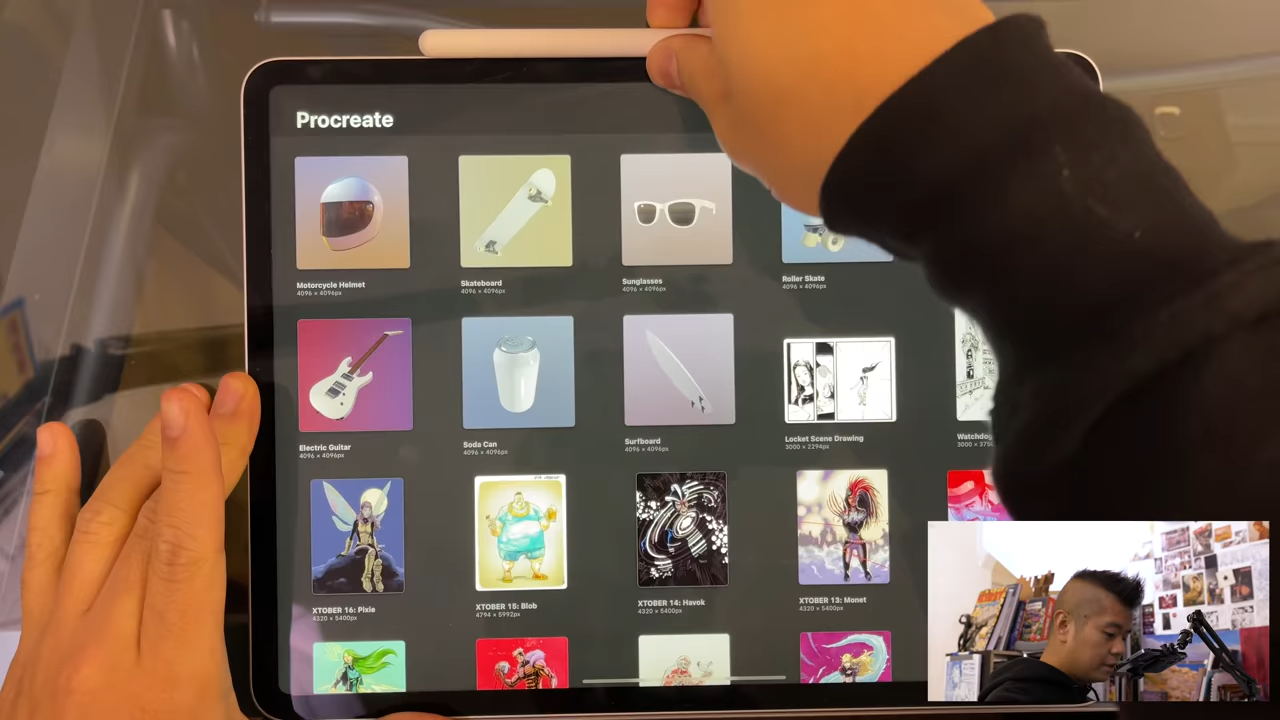 Procreate
Motorcycle Helmet
4096 × 4096px
Skateboard
4096 × 4096px
Sunglasses
4096 × 4096px
Roller Skate
4096 × 4096px
Electric Guitar
4096 × 4096px
Soda Can
4096 × 4096px
Surfboard
4096 × 4096px
Locket Scene Drawing
3000 × 2294px
Watchdog
XTOBER 16: Pixie
4320 × 5400px
XTOBER 15: Blob
4794 × 5992px
XTOBER 14: Havok
4320 × 5400px
XTOBER 13: Monet
4320 × 5400px